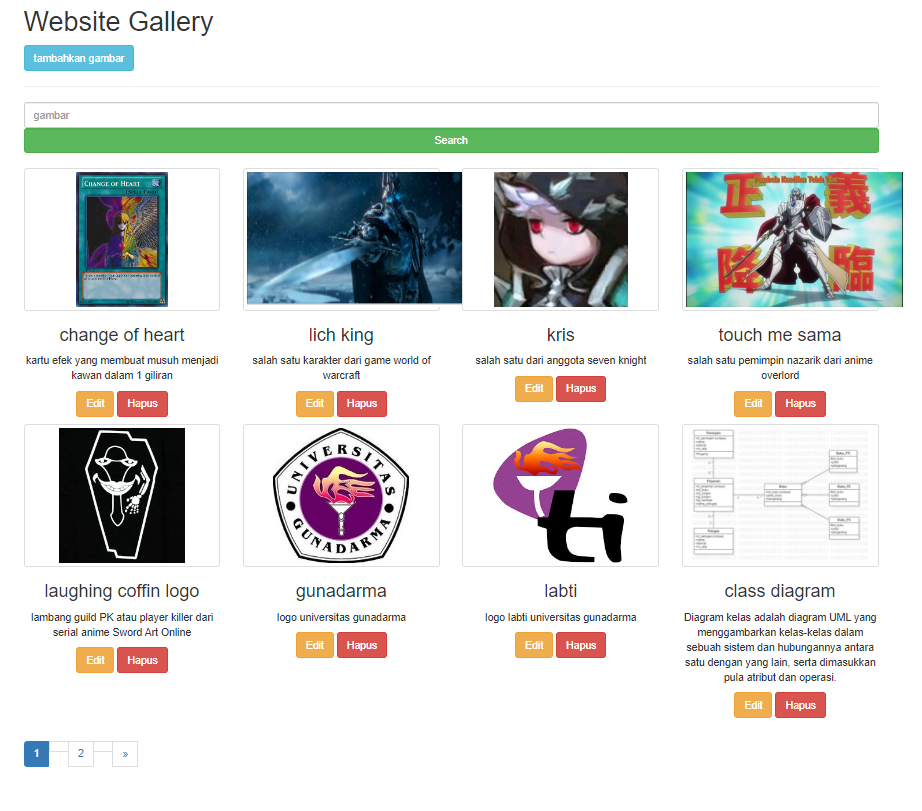 Website Gallery
tambahkan gambar
gambar
Search
CHANGE OF HEART
正 義
降 臨
change of heart
lich king
kris
touch me sama
kartu efek yang membuat musuh menjadi
kawan dalam 1 giliran
salah satu karakter dari game world of
warcraft
salah satu dari anggota seven knight
salah satu pemimpin nazarik dari anime
overlord
Edit Hapus
Edit Hapus
Edit Hapus
Edit Hapus
UNIVERSITAS
GUNADARMA
ti
laughing coffin logo
gunadarma
labti
class diagram
lambang guild PK atau player killer dari
serial anime Sword Art Online
logo universitas gunadarma
logo labti universitas gunadarma
Diagram kelas adalah diagram UML yang
menggambarkan kelas-kelas dalam
sebuah sistem dan hubungannya antara
satu dengan yang lain, serta dimasukkan
pula atribut dan operasi.
Edit Hapus
Edit Hapus
Edit Hapus
Edit Hapus
1 2 »